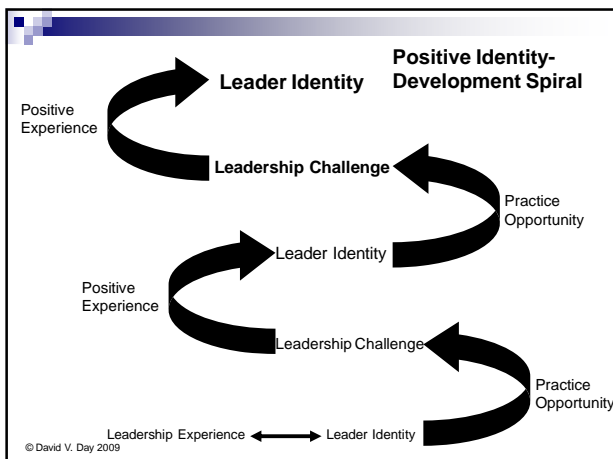 Positive Identity-
Development Spiral
Leader Identity
Positive
Experience
Leadership Challenge
Practice
Opportunity
Leader Identity
Positive
Experience
Leadership Challenge
Practice
Opportunity
Leadership Experience
Leader Identity
© David V. Day 2009